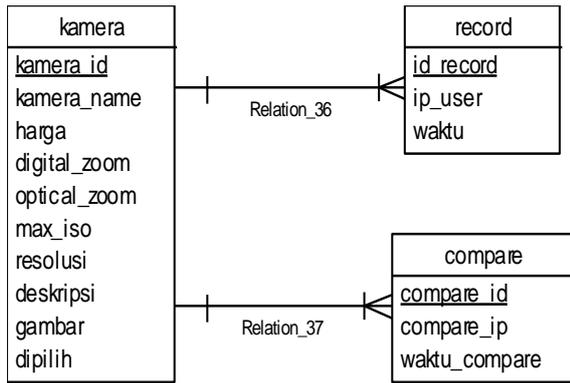 kamera
kamera_id
kamera_name
harga
digital_zoom
optical_zoom
max_iso
resolusi
deskripsi
gambar
dipilih
Relation_36
record
id_record
ip_user
waktu
Relation_37
compare
compare_id
compare_ip
waktu_compare